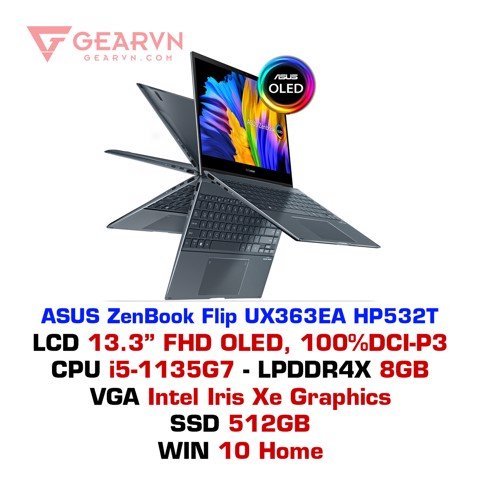 GEARVN
GEARVN.COM
ASUS
OLED
ASUS ZenBook Flip UX363EA HP532T
LCD 13.3” FHD OLED, 100%DCI-P3
CPU i5-1135G7 - LPDDR4X 8GB
VGA Intel Iris Xe Graphics
SSD 512GB
WIN 10 Home